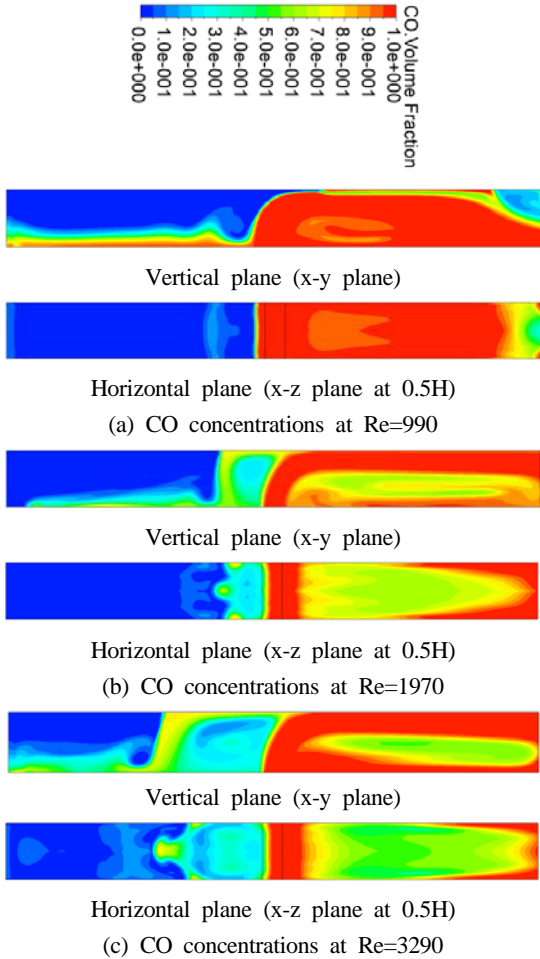 CO Volume Fraction
1.0e+000
9.0e-001
8.0e-001
7.0e-001
6.0e-001
5.0e-001
4.0e-001
3.0e-001
2.0e-001
1.0e-001
0.0e+000
Vertical plane (x-y plane)
Horizontal plane (x-z plane at 0.5H)
(a) CO concentrations at Re=990
Vertical plane (x-y plane)
Horizontal plane (x-z plane at 0.5H)
(b) CO concentrations at Re=1970
Vertical plane (x-y plane)
Horizontal plane (x-z plane at 0.5H)
(c) CO concentrations at Re=3290